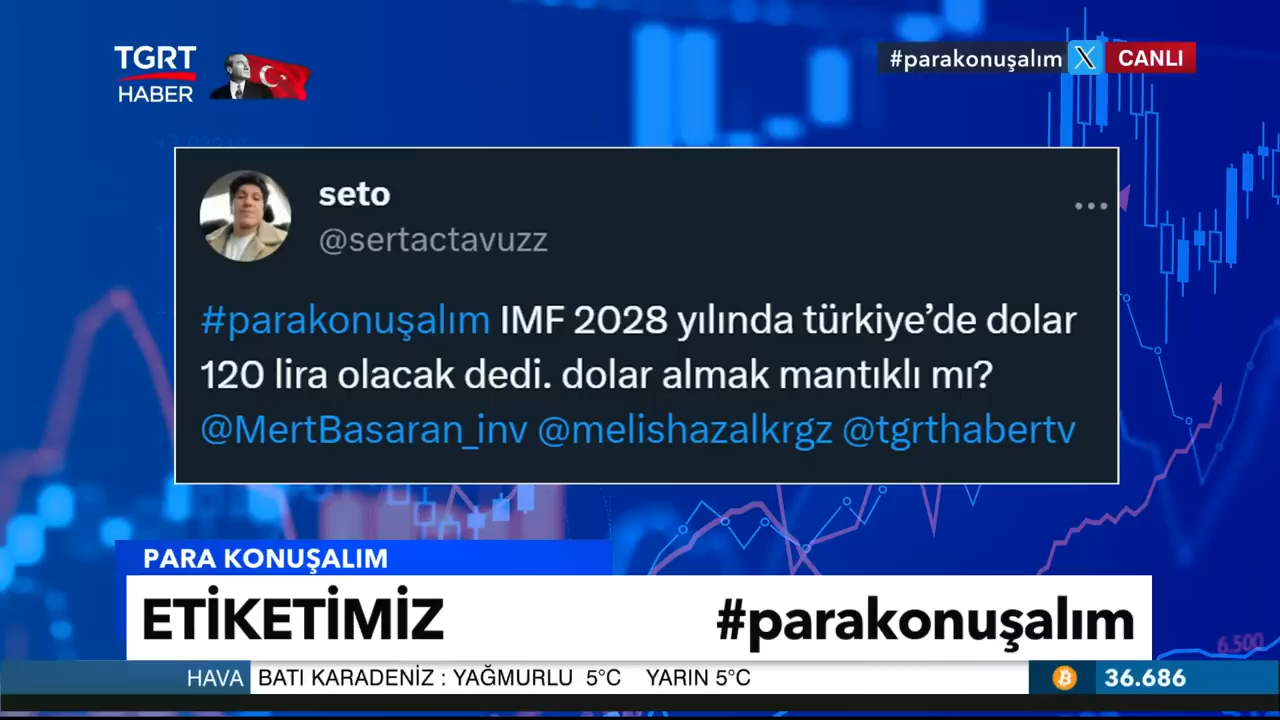 TGRT
HABER
#parakonuşalım X CANLI
seto
@sertactavuzz
#parakonuşalım IMF 2028 yılında türkiye’de dolar
120 lira olacak dedi. dolar almak mantıklı mı?
@MertBasaran_inv @melishazalkrgz @tgrthabertv
PARA KONUŞALIM
ETİKETİMİZ #parakonuşalım
6.500
HAVA BATI KARADENİZ : YAĞMURLU 5°C YARIN 5°C 36.686